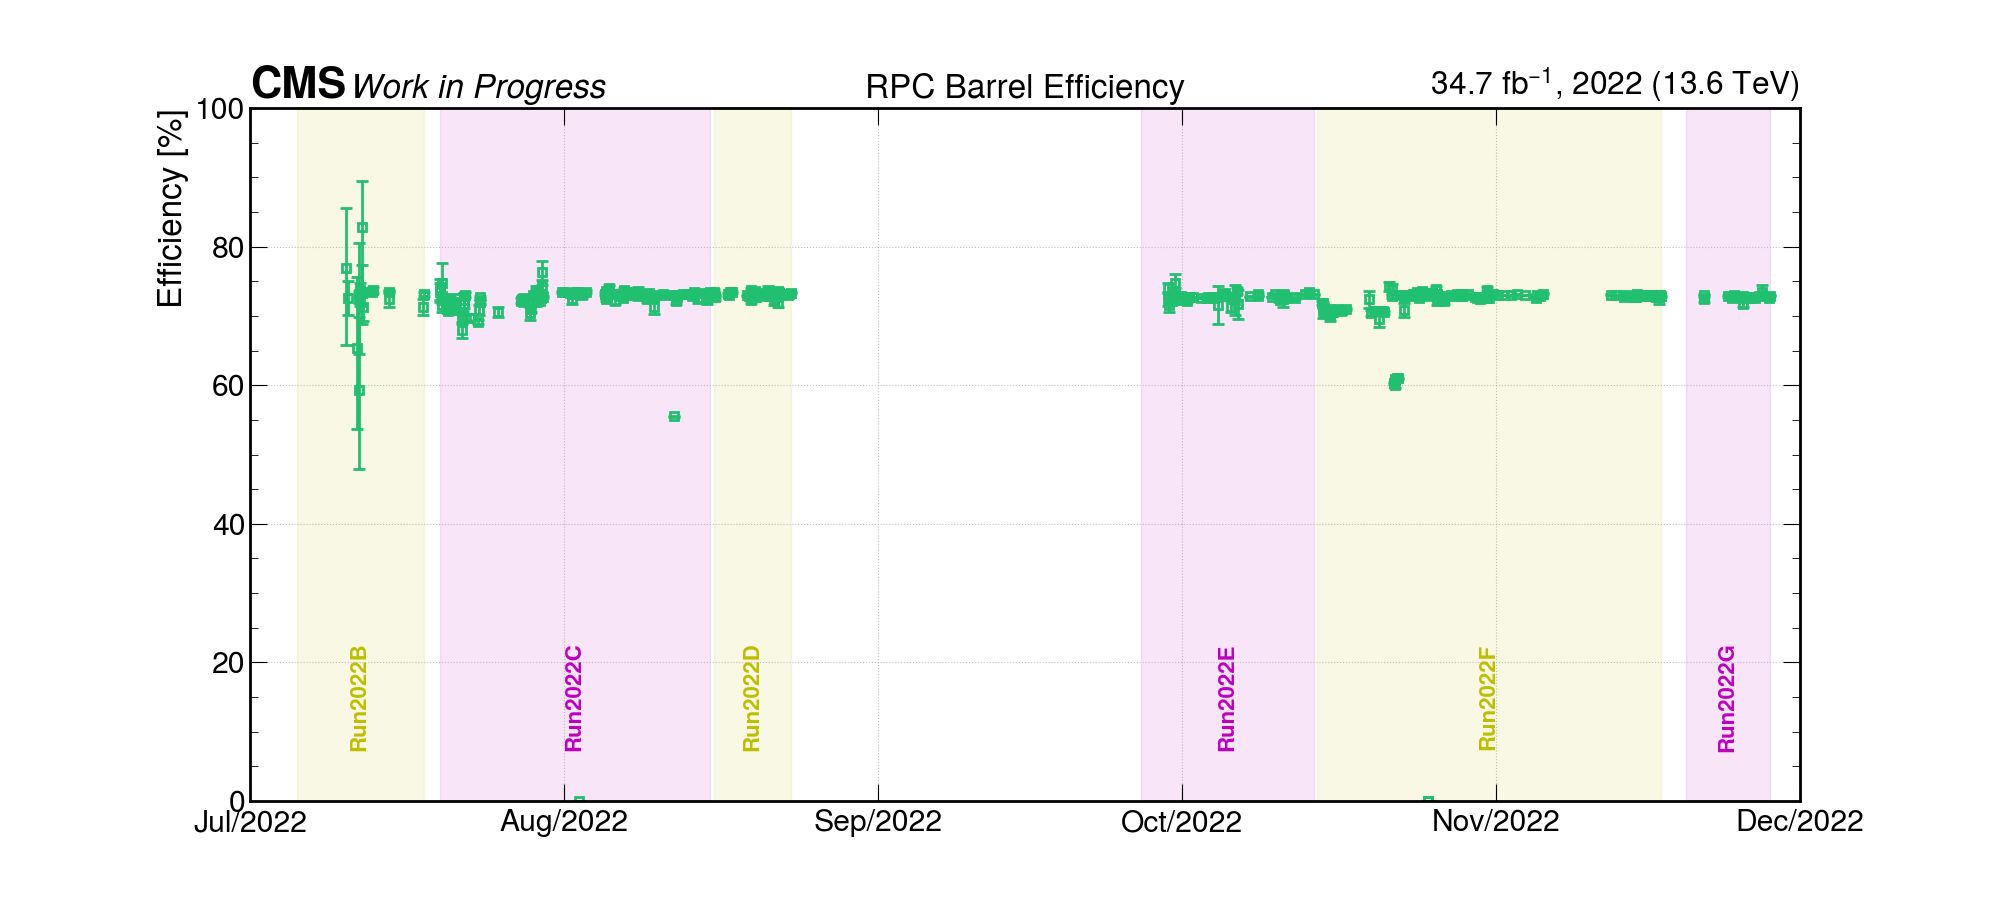 CMS Work in Progress RPC Barrel Efficiency 34.7 fb⁻¹, 2022 (13.6 TeV)
Efficiency [%]
100
80
60
40
20
0
Run2022B Run2022C Run2022D Run2022E Run2022F Run2022G
Jul/2022 Aug/2022 Sep/2022 Oct/2022 Nov/2022 Dec/2022